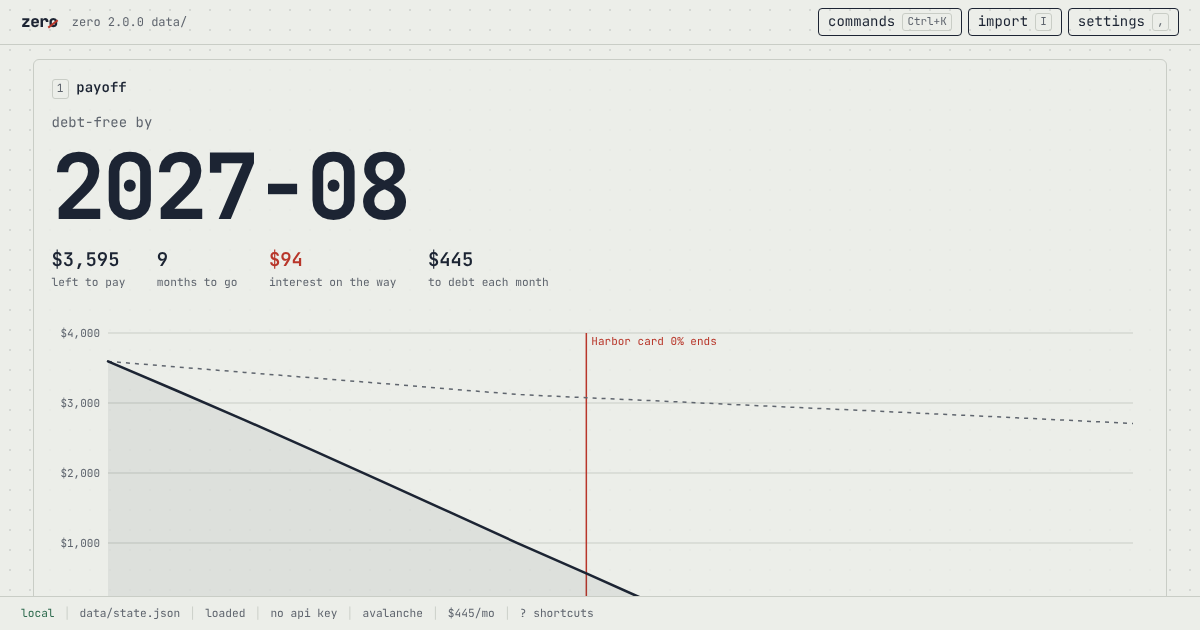 zero zero 2.0.0 data/ commands Ctrl+K import I settings ,
1 payoff
debt-free by
2027-08
$3,595 9 $94 $445
left to pay months to go interest on the way to debt each month
$4,000
Harbor card 0% ends
$3,000
$2,000
$1,000
local data/state.json loaded no api key avalanche $445/mo ? shortcuts